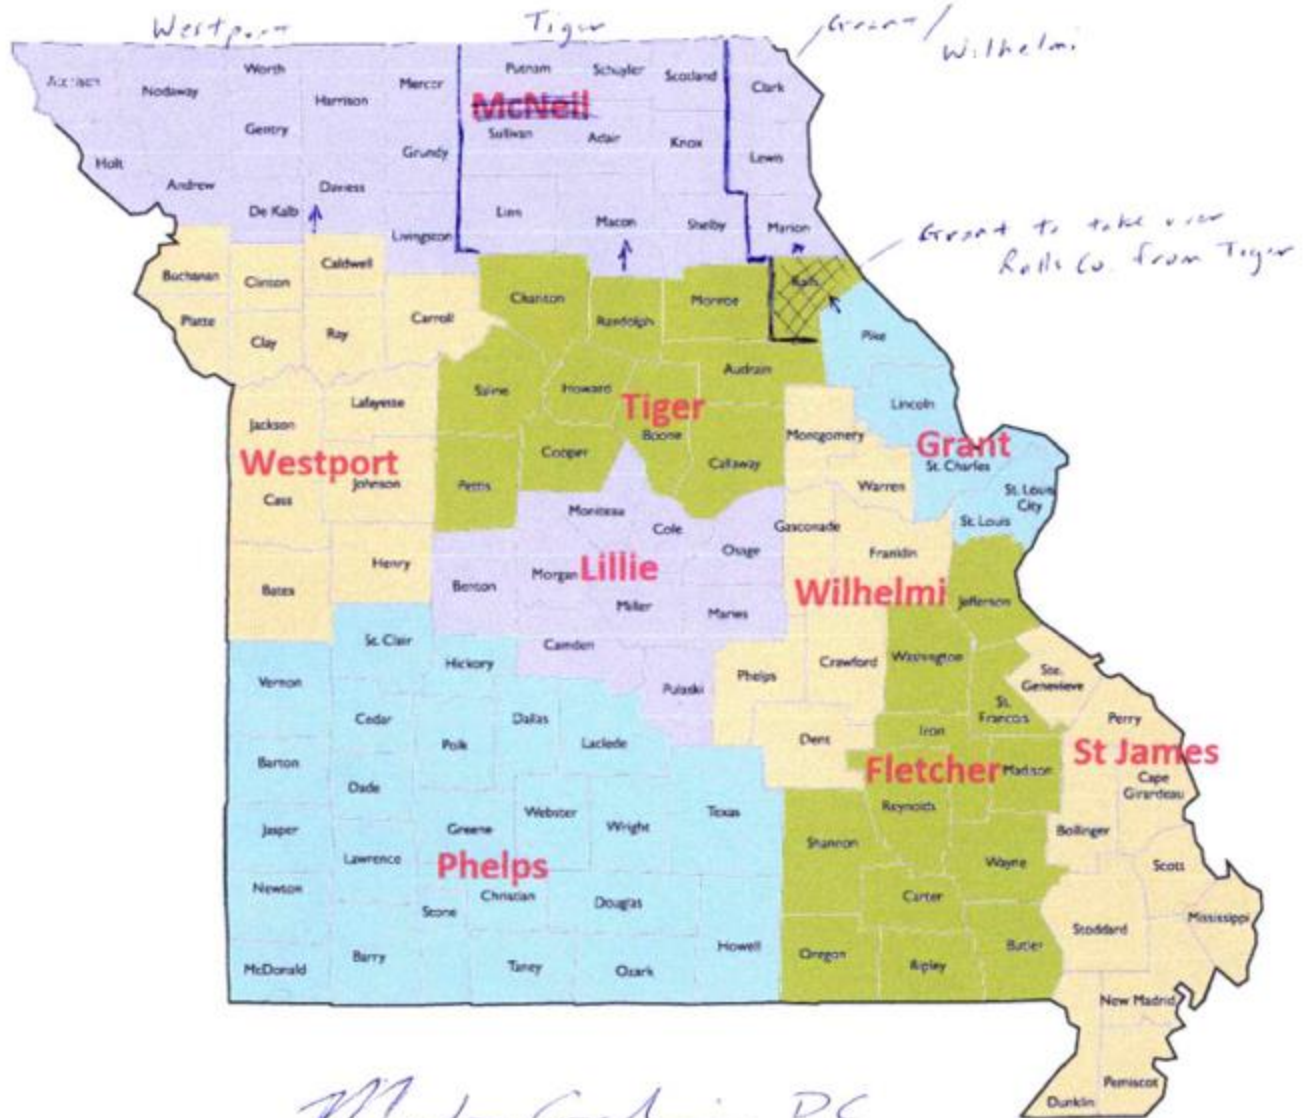 Westport Tiger Grant/
Wilhelmi
Atchison Nodaway Worth Harrison Mercer Putnam Schuyler Scotland Clark
McNeil
Gentry Grundy Sullivan Adair Knox Lewis
Holt Andrew De Kalb Daviess Livingston Linn Macon Shelby Marion
Grant to take over
Ralls Co. from Tiger
Buchanan Clinton Caldwell Chariton Randolph Monroe Ralls
Platte Clay Ray Carroll Pike
Audrain
Saline Howard
Jackson Lafayette Tiger Lincoln
Boone Montgomery Grant
Westport Cooper Callaway St. Charles
Cass Johnson Pettis Warren St. Louis
City
Moniteau Cole Gasconade St. Louis
Osage Franklin
Henry Morgan Lillie
Bates Benton Miller Maries Wilhelmi Jefferson
St. Clair Camden
Hickory Phelps Crawford Washington Ste.
Genevieve
Vernon Pulaski
Cedar Dallas St.
Francois Perry
Polk Laclede Dent Iron
Barton St James
Fletcher Madison Cape
Girardeau
Dade Webster Texas Reynolds
Jasper Greene Wright Shannon Bollinger
Lawrence Phelps Wayne Scott
Newton Christian Carter
Stone Douglas Stoddard Mississippi
Howell Butler
McDonald Barry Taney Ozark Oregon Ripley
New Madrid
Pemiscot
Dunklin